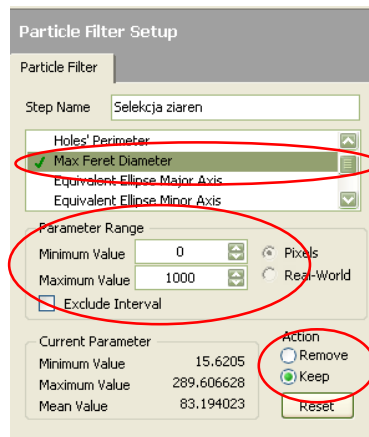 Particle Filter Setup
Particle Filter
Step Name Selekcja ziaren
Holes' Perimeter
Max Feret Diameter
Equivalent Ellipse Major Axis
Equivalent Ellipse Minor Axis
Parameter Range
Minimum Value 0 Pixels
Maximum Value 1000 Real-World
Exclude Interval
Current Parameter Action
Minimum Value 15.6205 Remove
Maximum Value 289.606628 Keep
Mean Value 83.194023 Reset